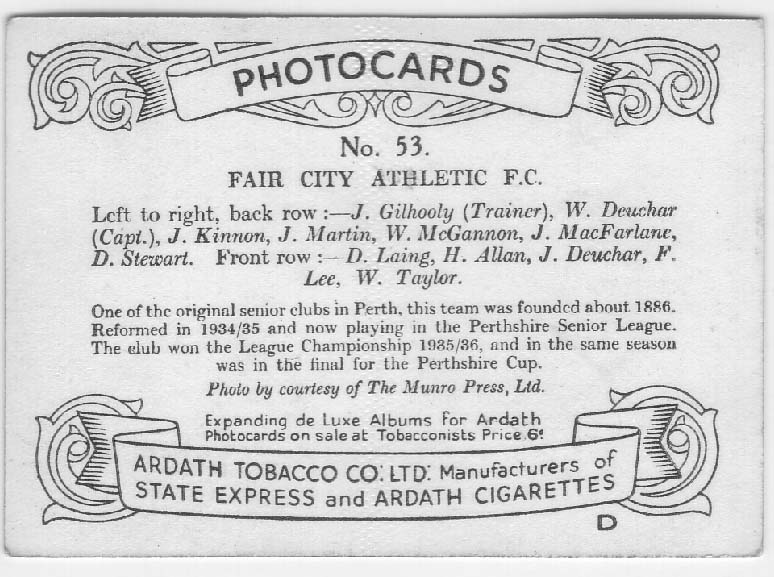 PHOTOCARDS
No. 53.
FAIR CITY ATHLETIC F.C.
Left to right, back row :—J. Gilhooly (Trainer), W. Deuchar
(Capt.), J. Kinnon, J. Martin, W. McGannon, J. MacFarlane,
D. Stewart. Front row :— D. Laing, H. Allan, J. Deuchar, F.
Lee, W. Taylor.
One of the original senior clubs in Perth, this team was founded about 1886.
Reformed in 1934/35 and now playing in the Perthshire Senior League.
The club won the League Championship 1935/36, and in the same season
was in the final for the Perthshire Cup.
Photo by courtesy of The Munro Press, Ltd.
Expanding de Luxe Albums for Ardath
Photocards on sale at Tobacconists Price 6d
ARDATH TOBACCO CO. LTD. Manufacturers of
STATE EXPRESS and ARDATH CIGARETTES
D